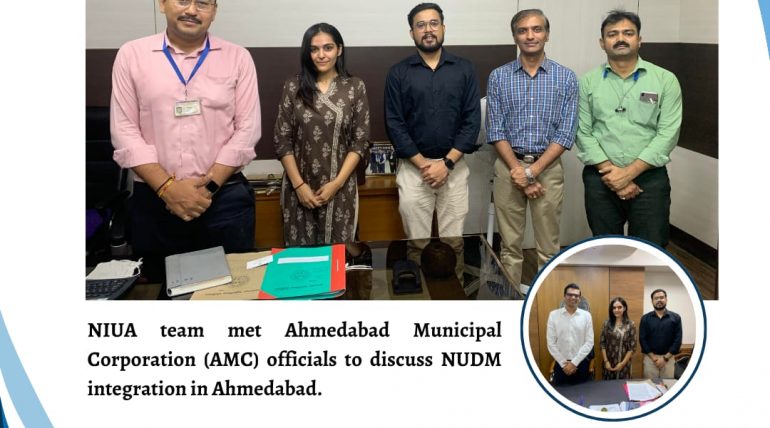 NIUA team met Ahmedabad Municipal
Corporation (AMC) officials to discuss NUDM
integration in Ahmedabad.